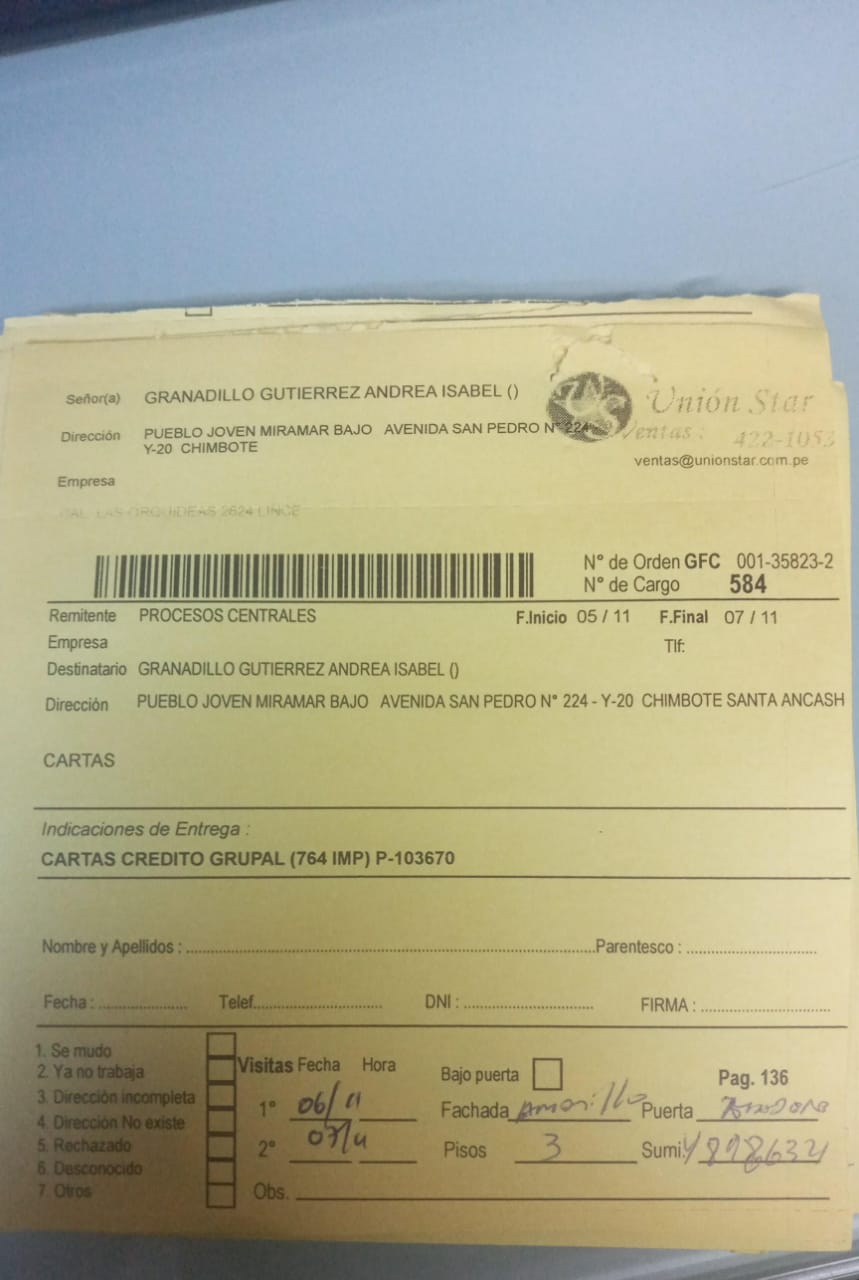 Señor(a) GRANADILLO GUTIERREZ ANDREA ISABEL ()
Unión Star
Dirección PUEBLO JOVEN MIRAMAR BAJO AVENIDA SAN PEDRO N° 224 -
Y-20 CHIMBOTE
Ventas : 422-1053
ventas@unionstar.com.pe
Empresa
CAL. LAS ORQUIDEAS 2624 LINCE
N° de Orden GFC 001-35823-2
N° de Cargo 584
Remitente PROCESOS CENTRALES F.Inicio 05 / 11 F.Final 07 / 11
Empresa Tlf:
Destinatario GRANADILLO GUTIERREZ ANDREA ISABEL ()
Dirección PUEBLO JOVEN MIRAMAR BAJO AVENIDA SAN PEDRO N° 224 - Y-20 CHIMBOTE SANTA ANCASH
CARTAS
Indicaciones de Entrega :
CARTAS CREDITO GRUPAL (764 IMP) P-103670
Nombre y Apellidos : Parentesco :
Fecha : Telef. DNI : FIRMA :
1. Se mudo
2. Ya no trabaja
3. Dirección incompleta
4. Dirección No existe
5. Rechazado
6. Desconocido
7. Otros
Visitas Fecha Hora
1° 06/11
2° 07/11
Bajo puerta Pag. 136
Fachada Amarillo Puerta
Pisos 3 Sumi.
Obs.